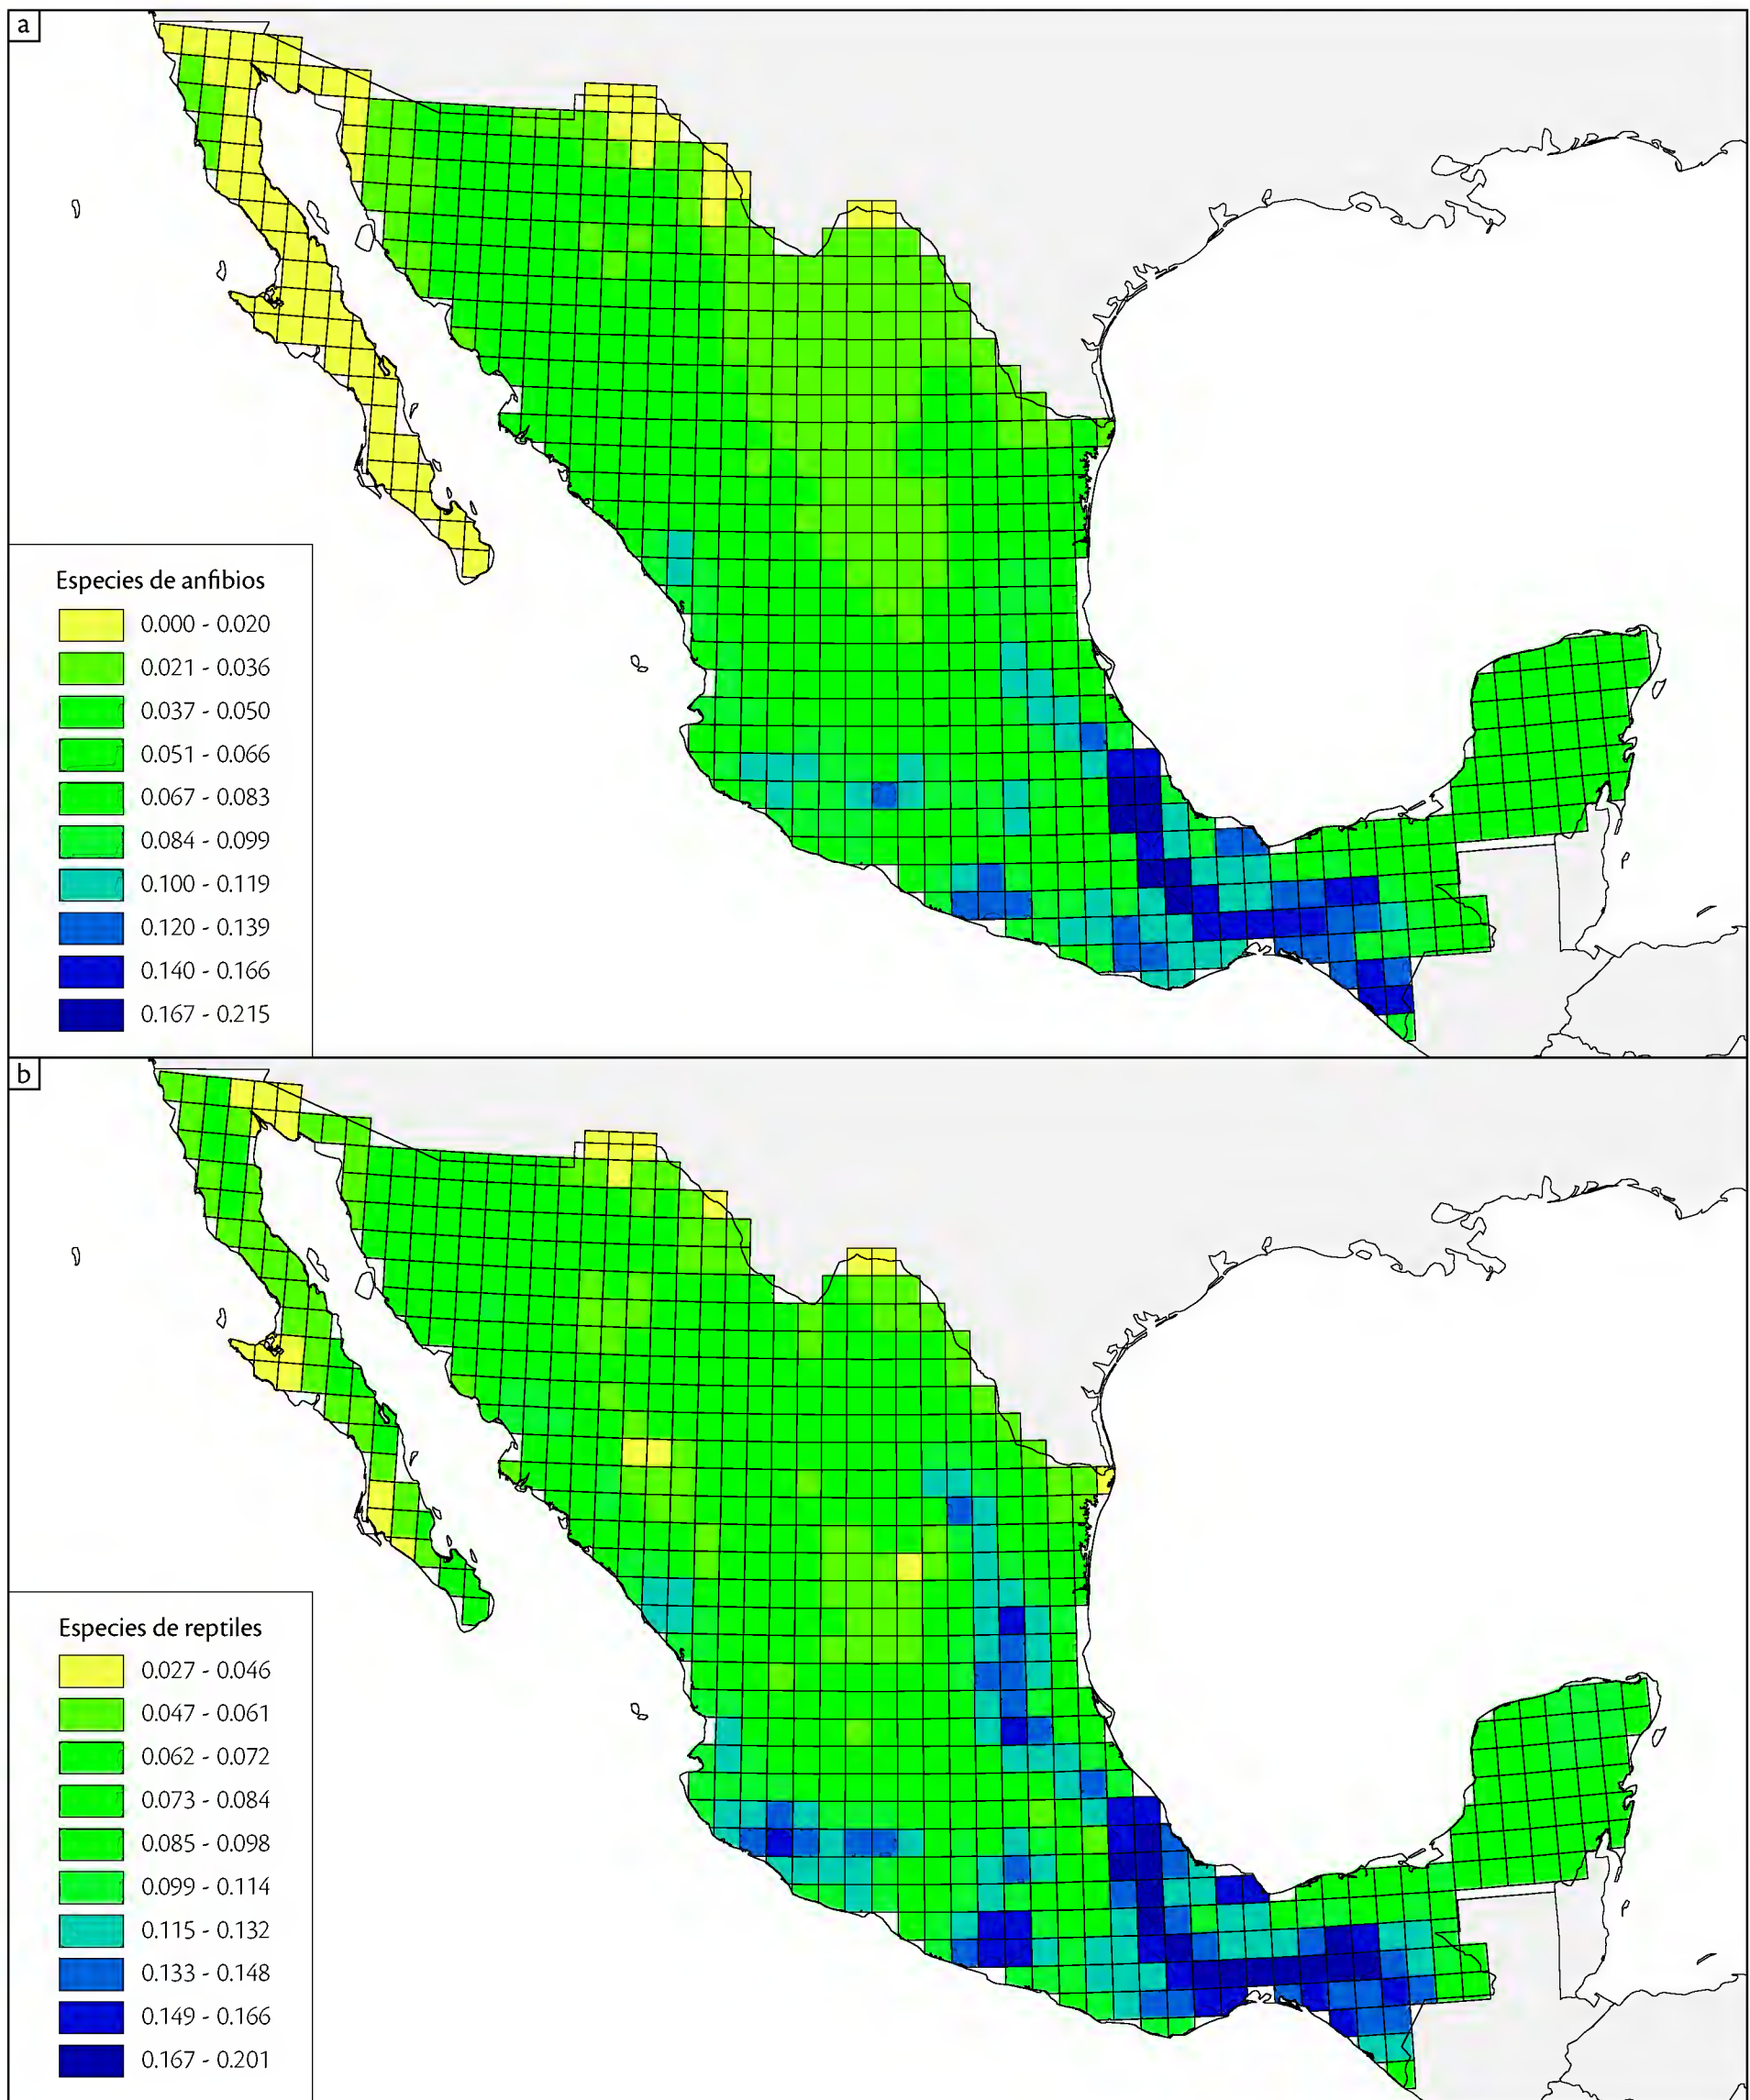 a
Especies de anfibios
0.000 - 0.020
0.021 - 0.036
0.037 - 0.050
0.051 - 0.066
0.067 - 0.083
0.084 - 0.099
0.100 - 0.119
0.120 - 0.139
0.140 - 0.166
0.167 - 0.215
b
Especies de reptiles
0.027 - 0.046
0.047 - 0.061
0.062 - 0.072
0.073 - 0.084
0.085 - 0.098
0.099 - 0.114
0.115 - 0.132
0.133 - 0.148
0.149 - 0.166
0.167 - 0.201